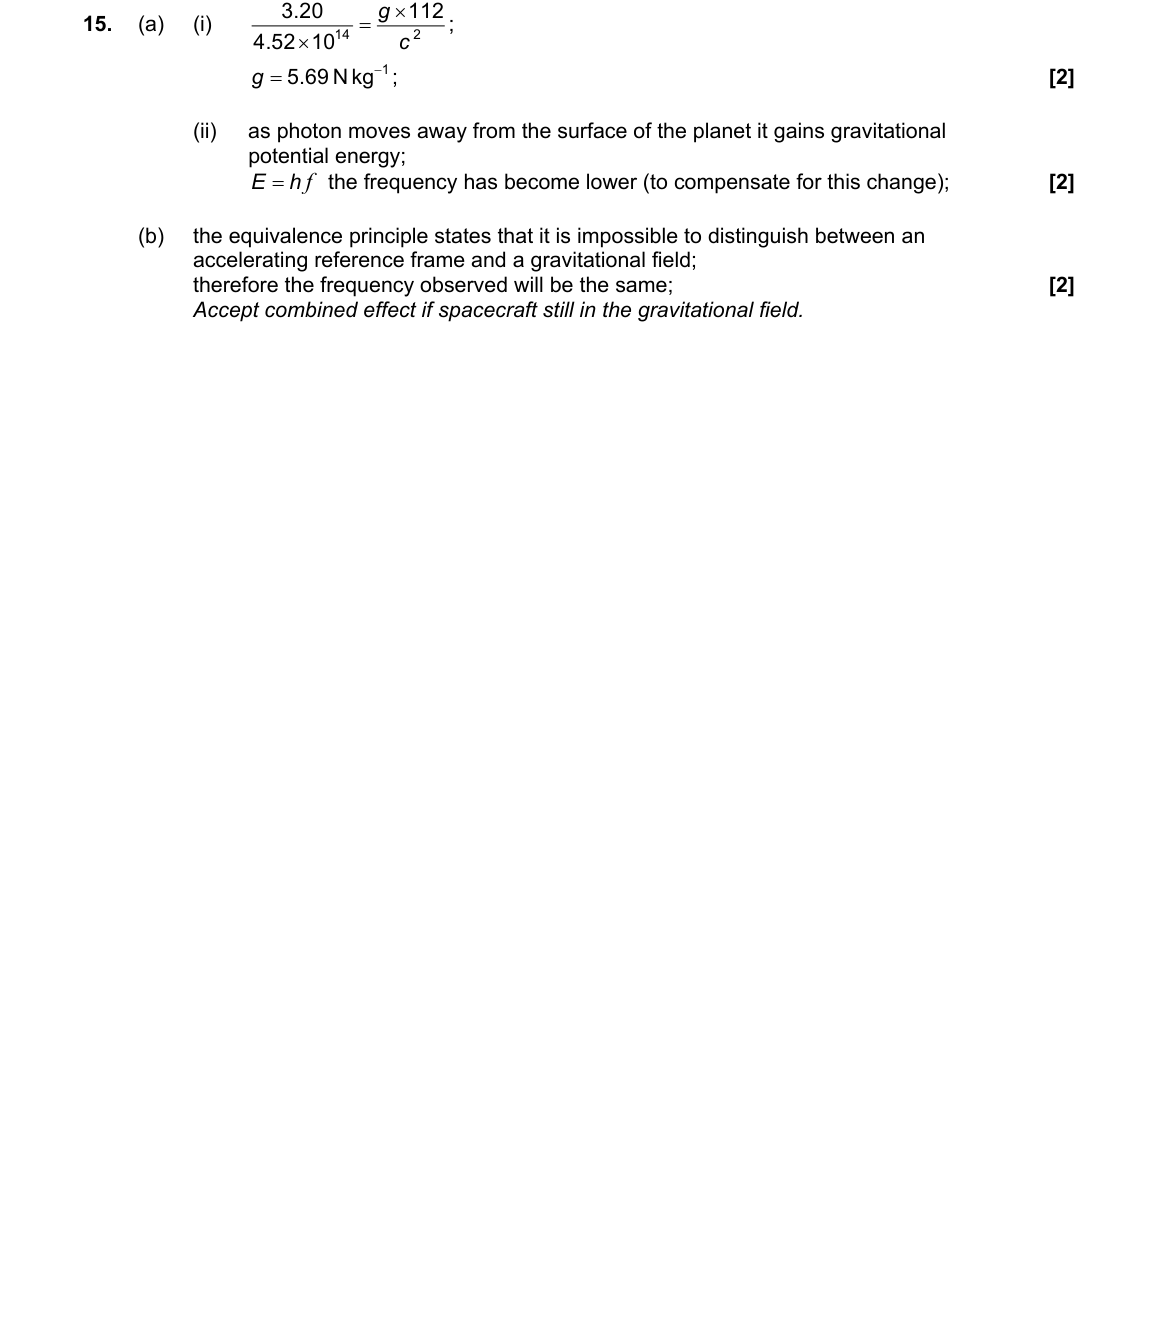 15. (a) (i) 3.20 / 4.52×10¹⁴ = g×112 / c² ;
g = 5.69 N kg⁻¹ ; [2]
(ii) as photon moves away from the surface of the planet it gains gravitational
potential energy;
E = hf the frequency has become lower (to compensate for this change); [2]
(b) the equivalence principle states that it is impossible to distinguish between an
accelerating reference frame and a gravitational field;
therefore the frequency observed will be the same; [2]
Accept combined effect if spacecraft still in the gravitational field.